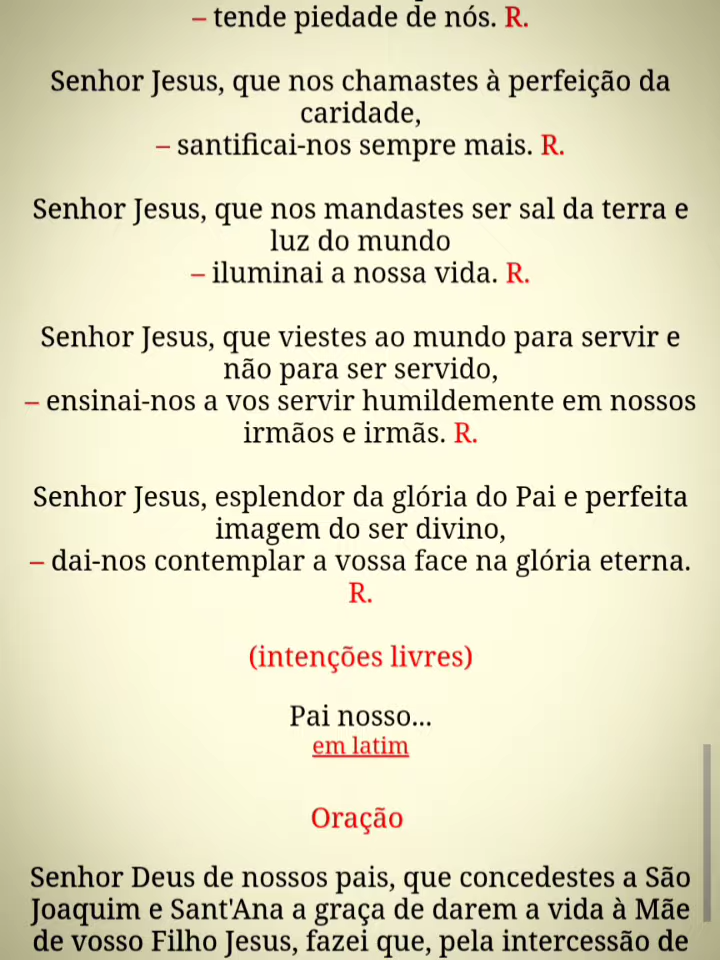 – tende piedade de nós. R.
Senhor Jesus, que nos chamastes à perfeição da
caridade,
– santificai-nos sempre mais. R.
Senhor Jesus, que nos mandastes ser sal da terra e
luz do mundo
– iluminai a nossa vida. R.
Senhor Jesus, que viestes ao mundo para servir e
não para ser servido,
– ensinai-nos a vos servir humildemente em nossos
irmãos e irmãs. R.
Senhor Jesus, esplendor da glória do Pai e perfeita
imagem do ser divino,
– dai-nos contemplar a vossa face na glória eterna.
R.
(intenções livres)
Pai nosso...
em latim
Oração
Senhor Deus de nossos pais, que concedestes a São
Joaquim e Sant'Ana a graça de darem a vida à Mãe
de vosso Filho Jesus, fazei que, pela intercessão de